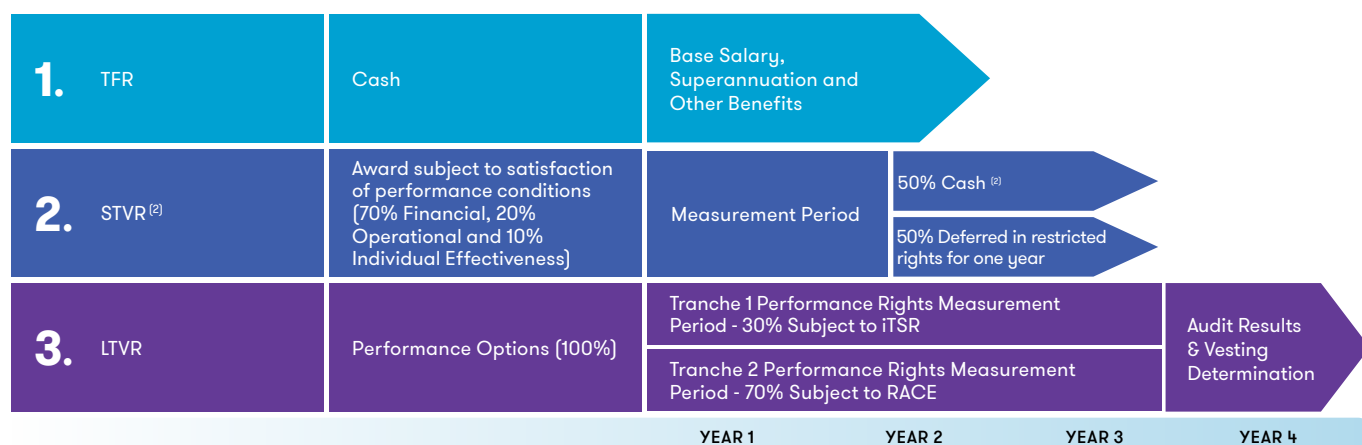 1.
TFR
Cash
Base Salary,
Superannuation and
Other Benefits
2.
STVR (2)
Award subject to satisfaction
of performance conditions
(70% Financial, 20%
Operational and 10%
Individual Effectiveness)
Measurement Period
50% Cash (2)
50% Deferred in restricted
rights for one year
3.
LTVR
Performance Options (100%)
Tranche 1 Performance Rights Measurement
Period - 30% Subject to iTSR
Tranche 2 Performance Rights Measurement
Period - 70% Subject to RACE
Audit Results
& Vesting
Determination
YEAR 1 YEAR 2 YEAR 3 YEAR 4